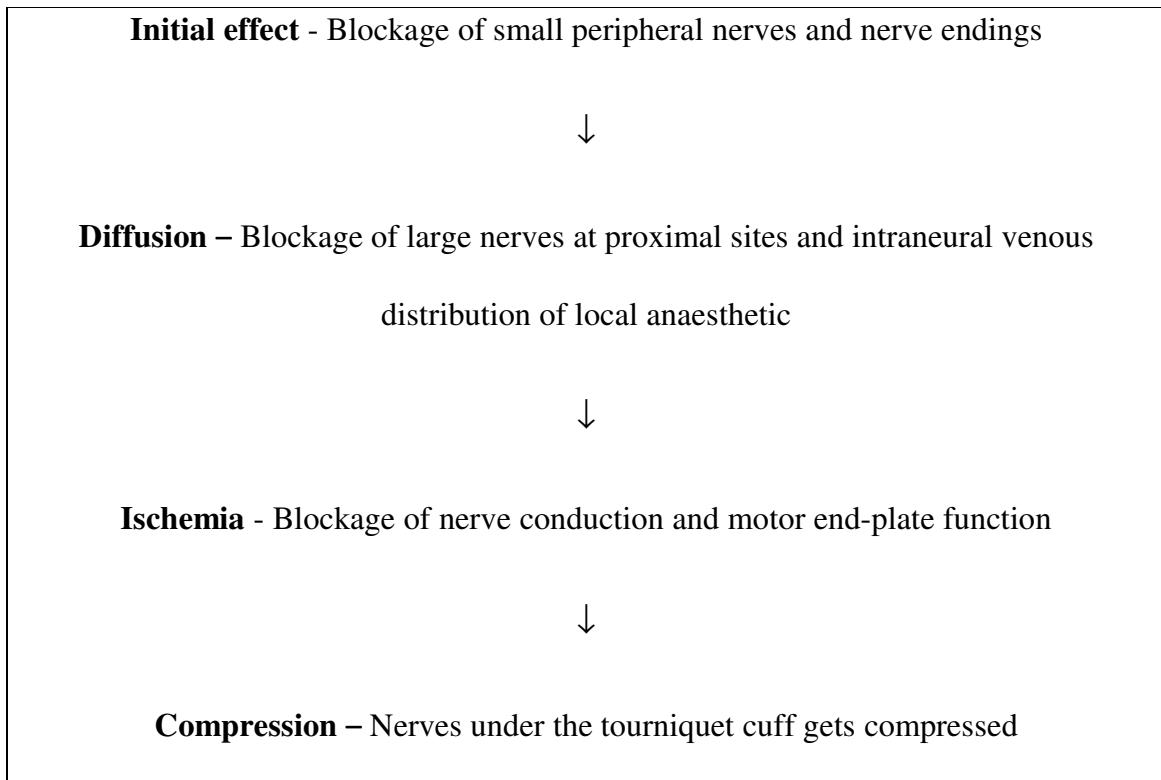 Initial effect - Blockage of small peripheral nerves and nerve endings
↓
Diffusion – Blockage of large nerves at proximal sites and intraneural venous
distribution of local anaesthetic
↓
Ischemia - Blockage of nerve conduction and motor end-plate function
↓
Compression – Nerves under the tourniquet cuff gets compressed